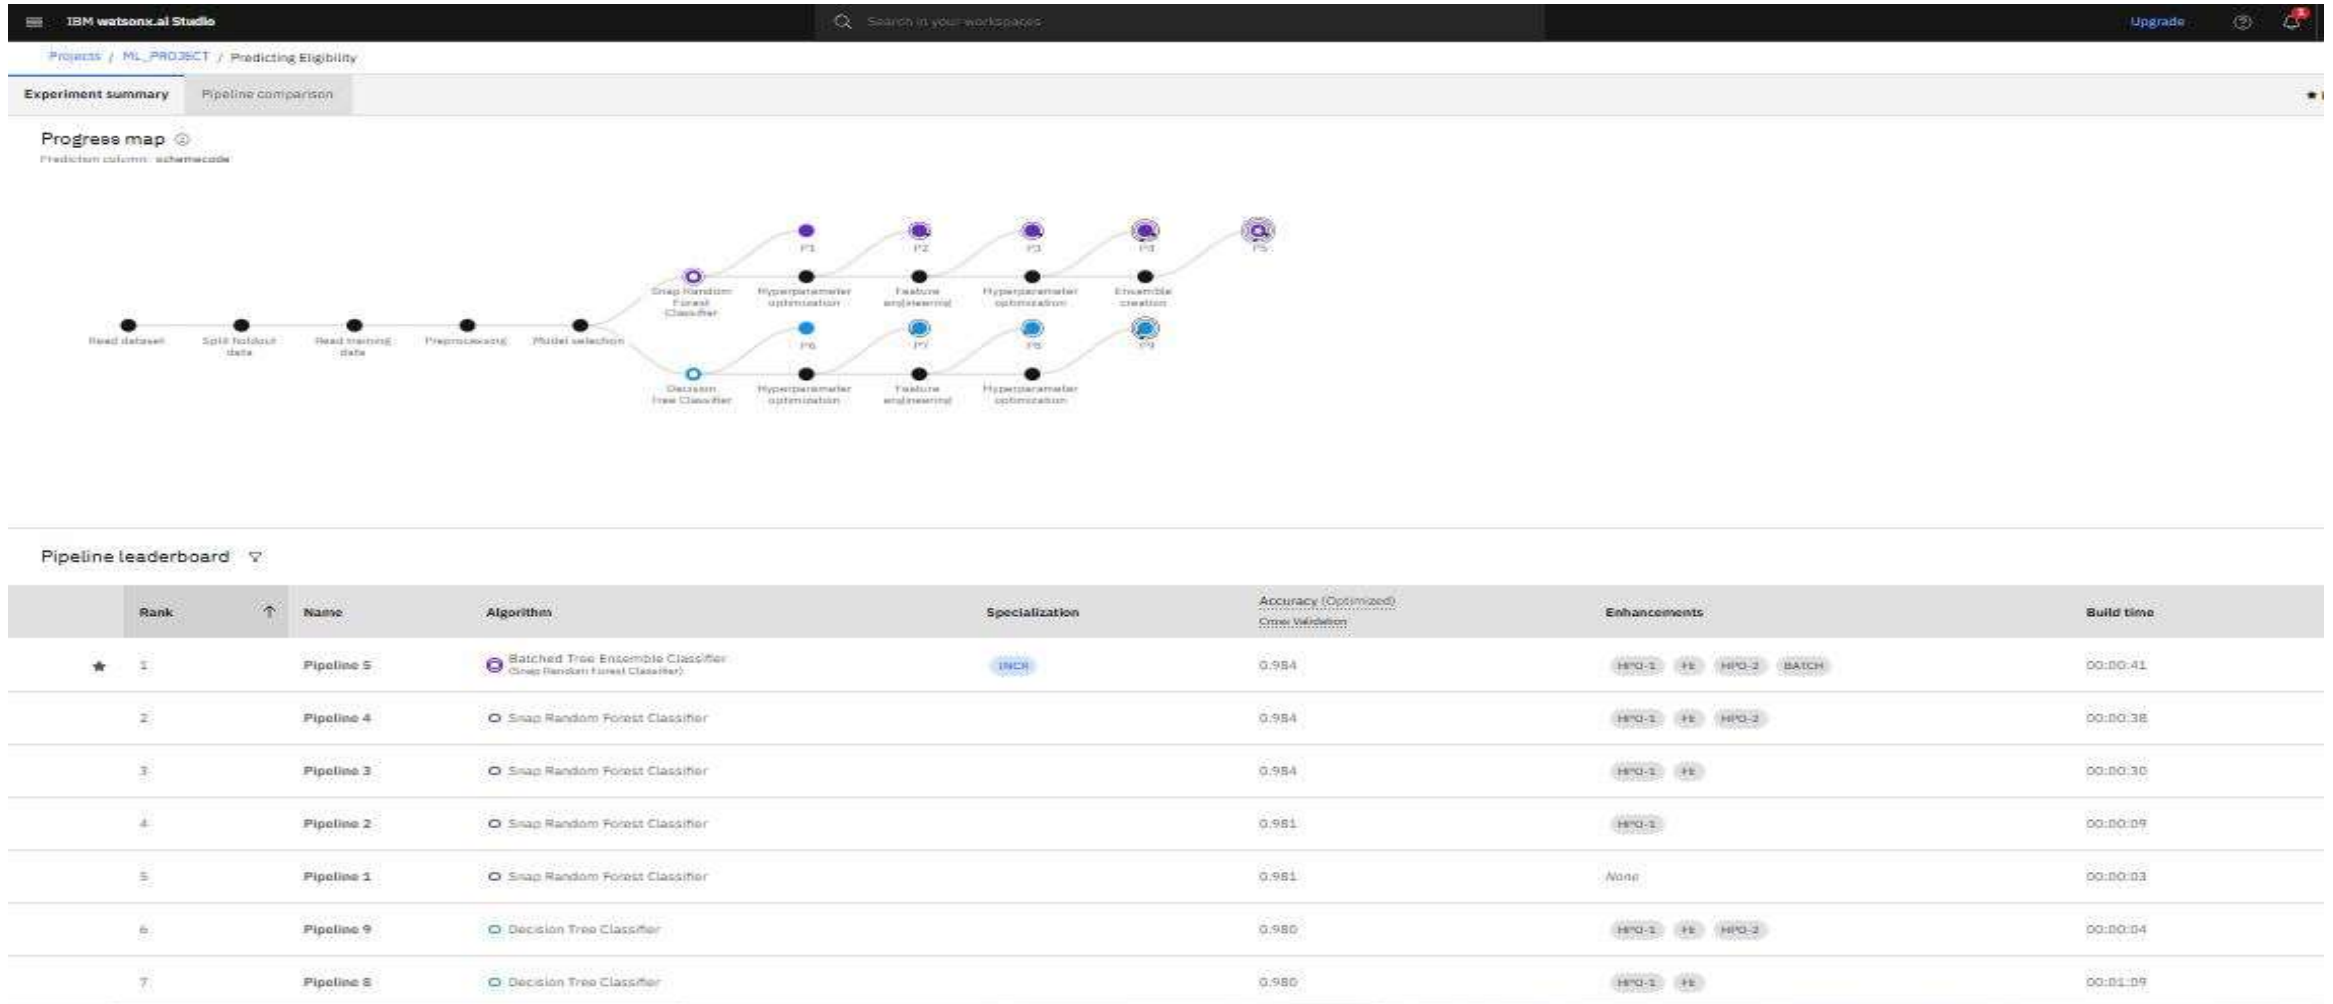 IBM watsonx.ai Studio
Search in your workspaces
Upgrade
Projects / ML_PROJECT / Predicting Eligibility
Experiment summary
Pipeline comparison
Progress map
Prediction column: schemecode
P1
P2
P3
P4
P5
Snap Random
Forest
Classifier
Hyperparameter
optimization
Feature
engineering
Hyperparameter
optimization
Ensemble
creation
Read dataset
Split holdout
data
Read training
data
Preprocessing
Model selection
P6
P7
P8
P9
Decision
Tree Classifier
Hyperparameter
optimization
Feature
engineering
Hyperparameter
optimization
Pipeline leaderboard
Rank Name Algorithm Specialization Accuracy (Optimized) Enhancements Build time
Cross Validation
1 Pipeline 5 Batched Tree Ensemble Classifier INCR 0.984 HPO-1 FE HPO-2 BATCH 00:00:41
(Snap Random Forest Classifier)
2 Pipeline 4 Snap Random Forest Classifier 0.984 HPO-1 FE HPO-2 00:00:38
3 Pipeline 3 Snap Random Forest Classifier 0.984 HPO-1 FE 00:00:30
4 Pipeline 2 Snap Random Forest Classifier 0.981 HPO-1 00:00:09
5 Pipeline 1 Snap Random Forest Classifier 0.981 None 00:00:03
6 Pipeline 9 Decision Tree Classifier 0.980 HPO-1 FE HPO-2 00:01:04
7 Pipeline 8 Decision Tree Classifier 0.980 HPO-1 FE 00:01:09